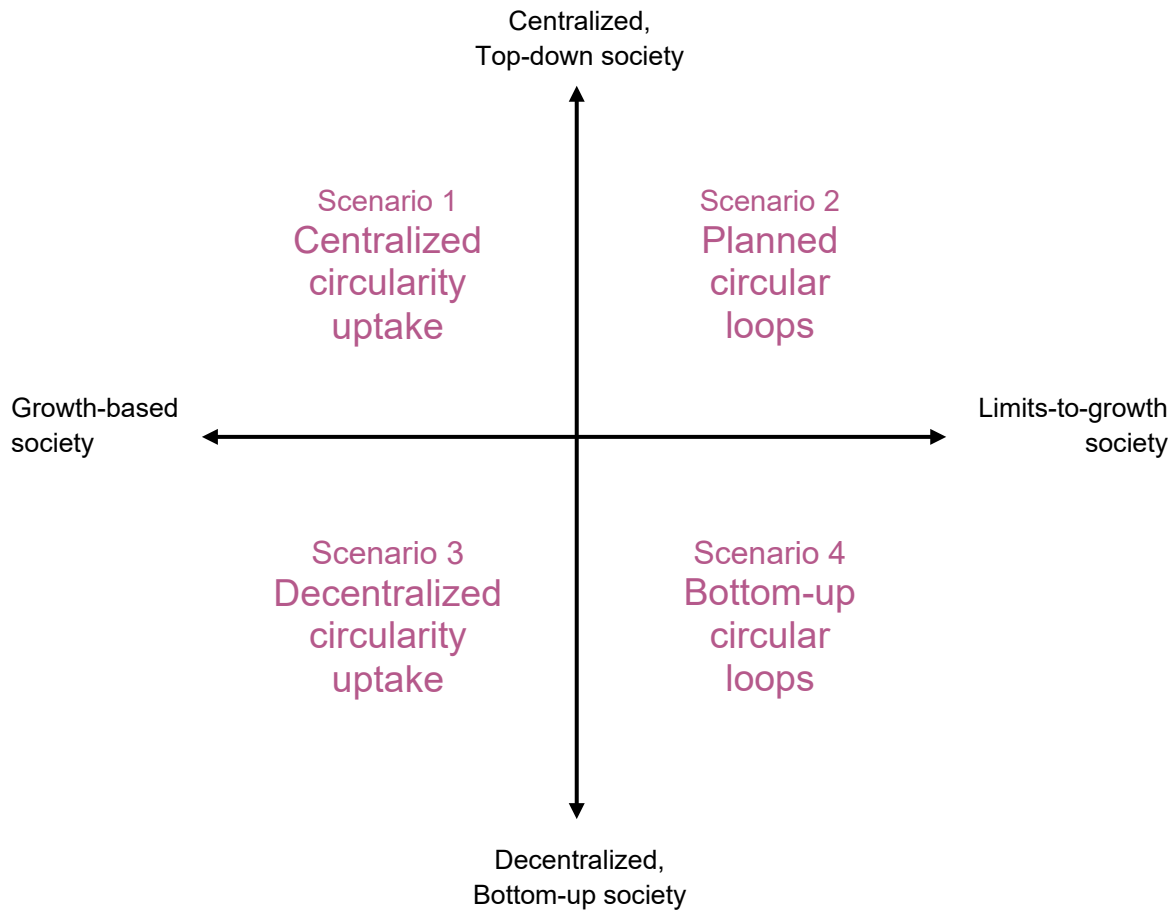 Centralized,
Top-down society
Scenario 1
Centralized
circularity
uptake
Scenario 2
Planned
circular
loops
Growth-based
society
Limits-to-growth
society
Scenario 3
Decentralized
circularity
uptake
Scenario 4
Bottom-up
circular
loops
Decentralized,
Bottom-up society